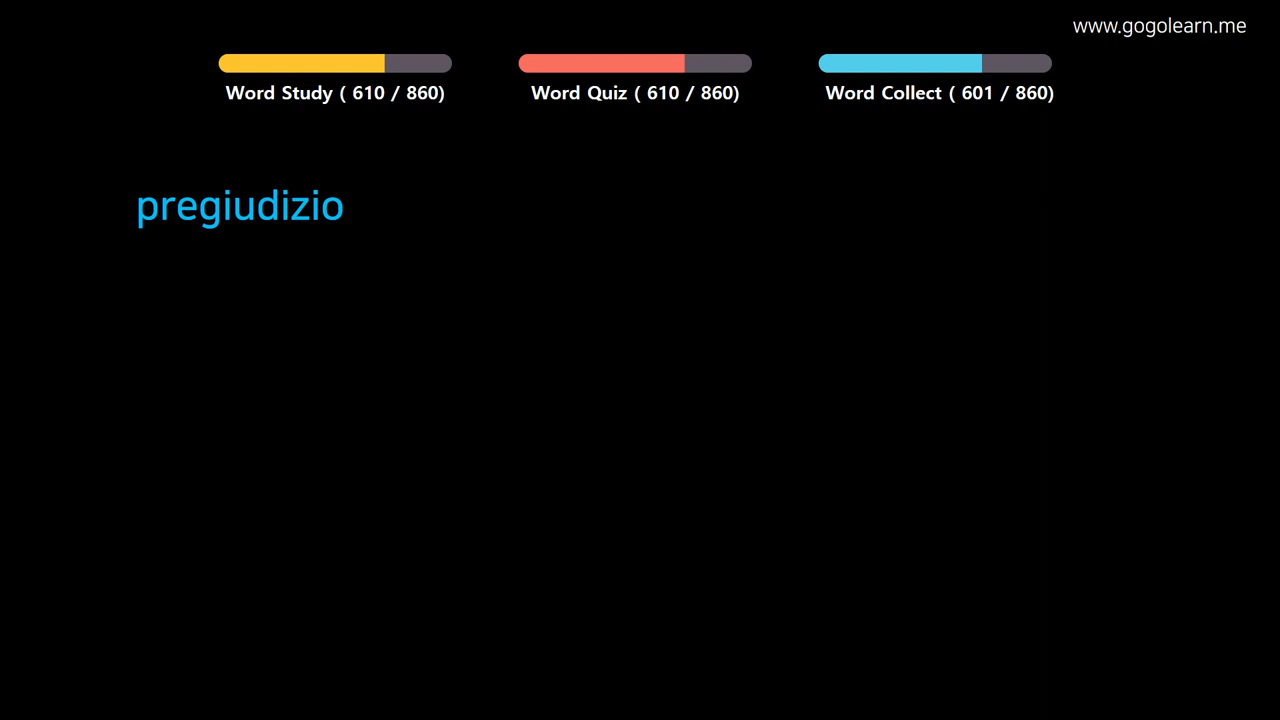 www.gogolearn.me
Word Study ( 610 / 860)
Word Quiz ( 610 / 860)
Word Collect ( 601 / 860)
pregiudizio